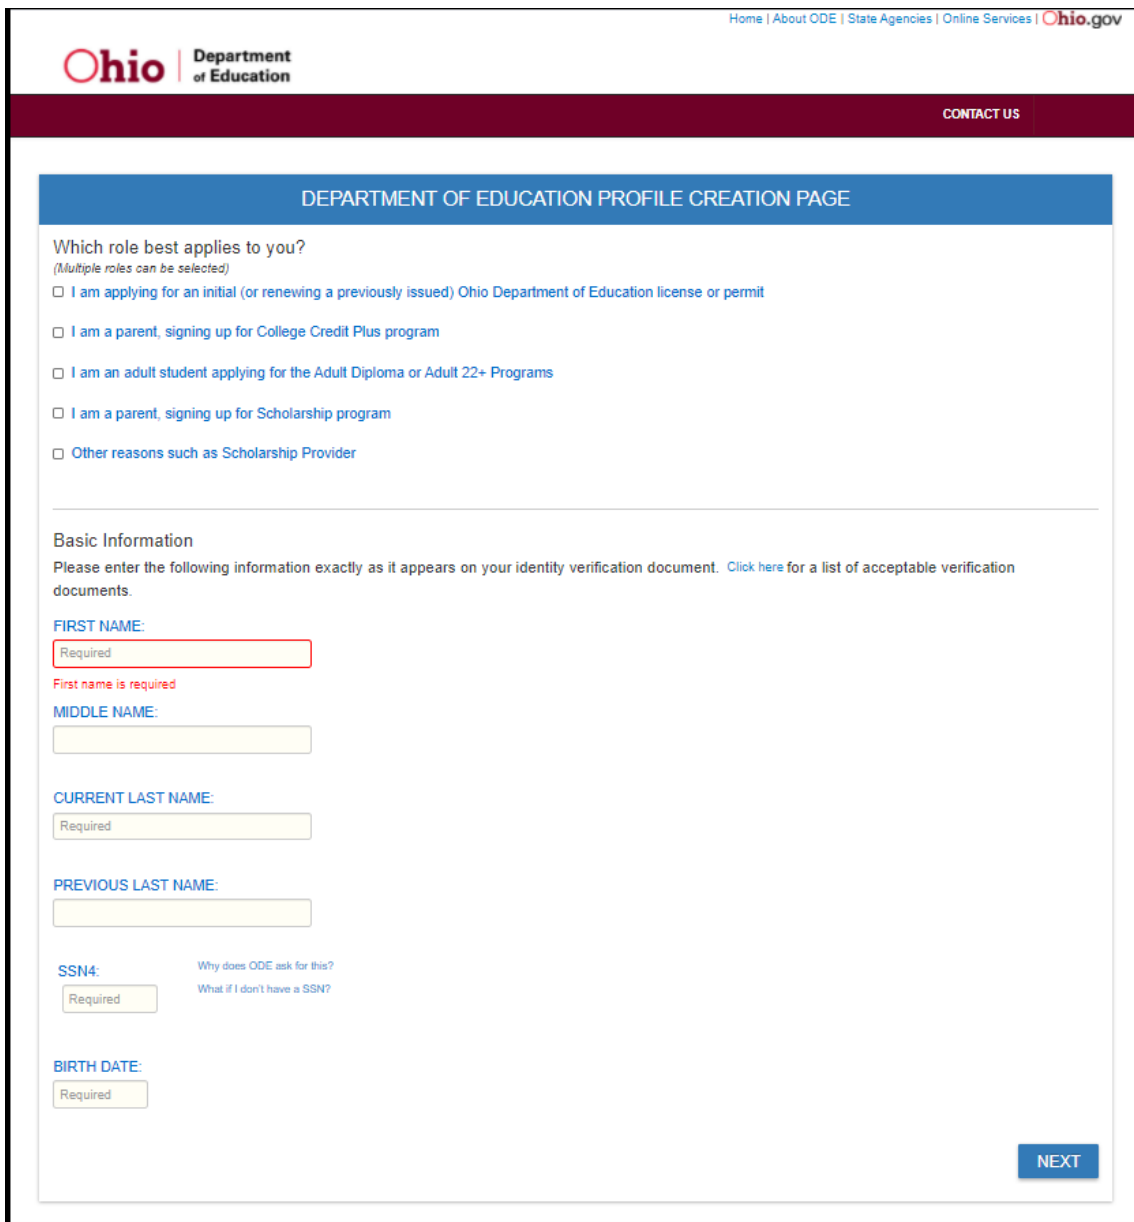 Home | About ODE | State Agencies | Online Services | Ohio.gov
Ohio | Department
of Education
CONTACT US
DEPARTMENT OF EDUCATION PROFILE CREATION PAGE
Which role best applies to you?
(Multiple roles can be selected)
I am applying for an initial (or renewing a previously issued) Ohio Department of Education license or permit
I am a parent, signing up for College Credit Plus program
I am an adult student applying for the Adult Diploma or Adult 22+ Programs
I am a parent, signing up for Scholarship program
Other reasons such as Scholarship Provider
Basic Information
Please enter the following information exactly as it appears on your identity verification document. Click here for a list of acceptable verification
documents.
FIRST NAME:
Required
First name is required
MIDDLE NAME:
CURRENT LAST NAME:
Required
PREVIOUS LAST NAME:
SSN4:
Why does ODE ask for this?
Required
What if I don't have a SSN?
BIRTH DATE:
Required
NEXT